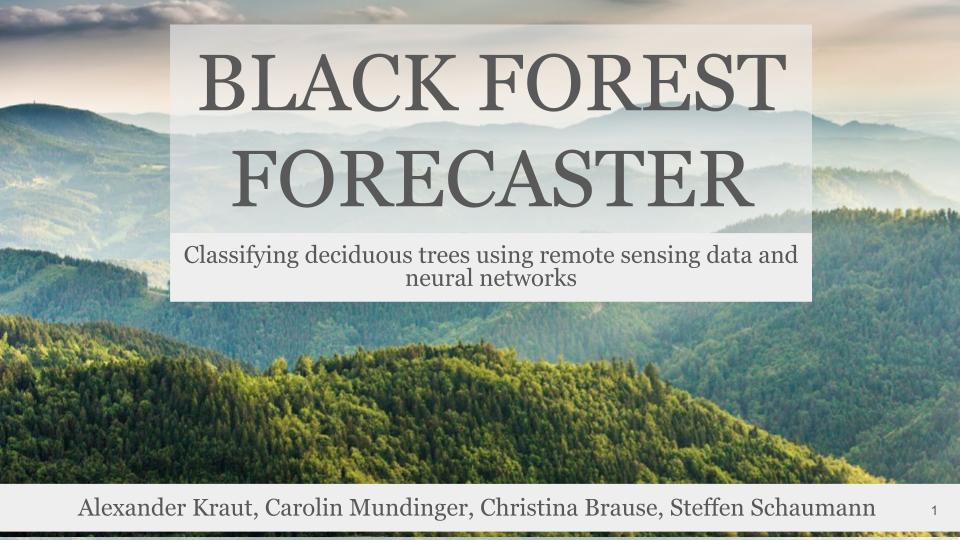 BLACK FOREST
FORECASTER
Classifying deciduous trees using remote sensing data and
neural networks
Alexander Kraut, Carolin Mundinger, Christina Brause, Steffen Schaumann
1